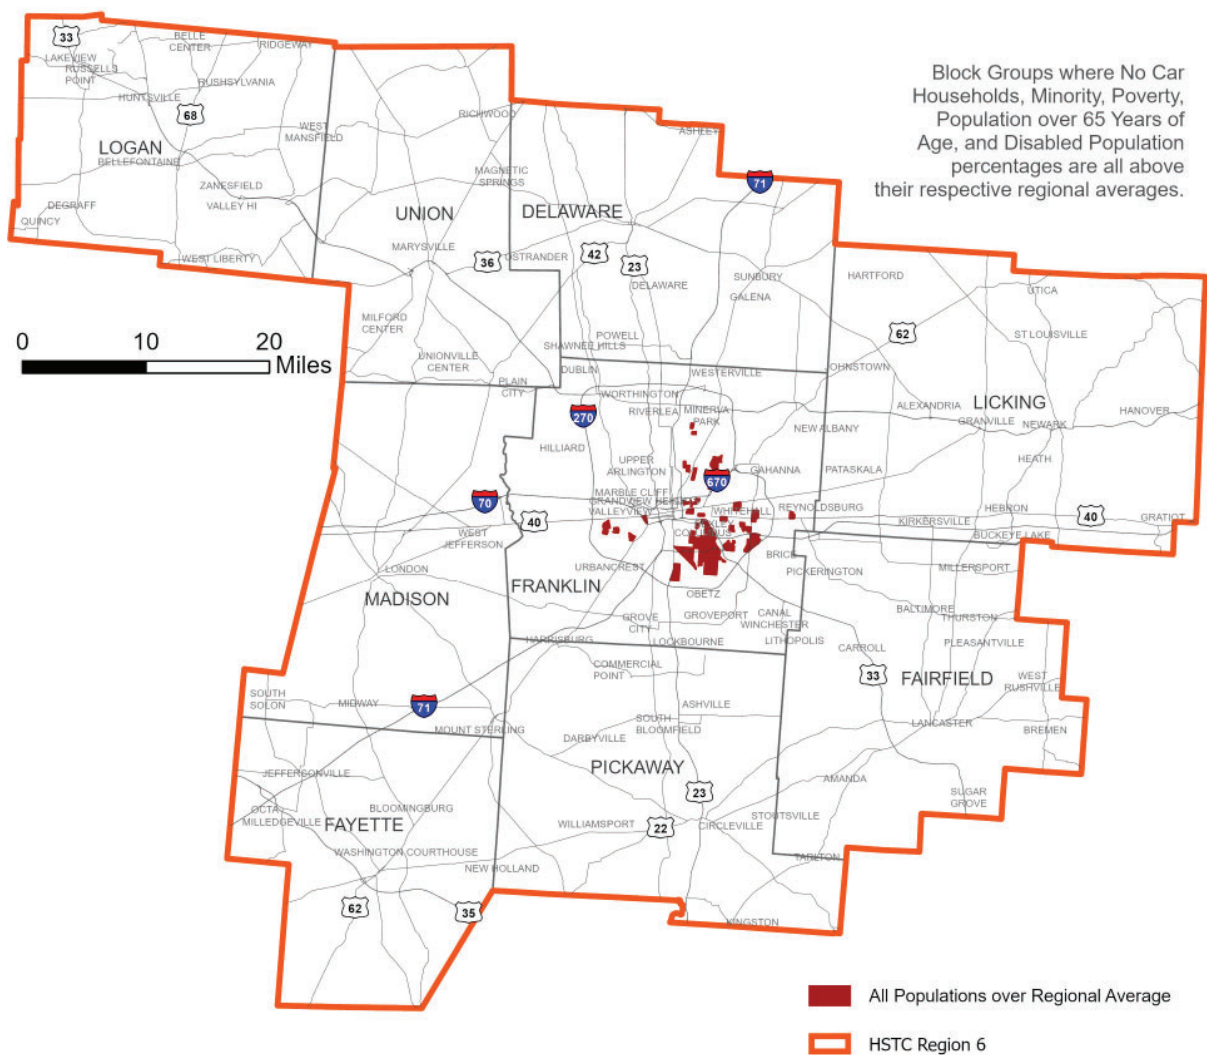 33
BELLE
CENTER
RIDGEWAY
LAKEVIEW
RUSSELLS
POINT
RUSHSYLVANIA
HUNTSVILLE
68
WEST
MANSFIELD
LOGAN
BELLEFONTAINE
ZANESFIELD
VALLEY HI
DEGRAFF
QUINCY
WEST LIBERTY
RICHWOOD
MAGNETIC
SPRINGS
UNION
MARYSVILLE
36
MILFORD
CENTER
UNIONVILLE
CENTER
PLAIN
CITY
ASHLEY
71
DELAWARE
OSTRANDER
42
23
DELAWARE
SUNBURY
GALENA
POWELL
SHAWNEE HILLS
Block Groups where No Car
Households, Minority, Poverty,
Population over 65 Years of
Age, and Disabled Population
percentages are all above
their respective regional averages.
0 10 20
Miles
HARTFORD
UTICA
62
ST LOUISVILLE
JOHNSTOWN
ALEXANDRIA
LICKING
GRANVILLE
NEWARK
HANOVER
HEATH
PATASKALA
HEBRON
KIRKERSVILLE
40
GRATIOT
BUCKEYE LAKE
DUBLIN
WESTERVILLE
WORTHINGTON
270
RIVERLEA
MINERVA
PARK
NEW ALBANY
HILLIARD
UPPER
ARLINGTON
GAHANNA
670
MARBLE CLIFF
GRANDVIEW HEIGHTS
VALLEYVIEW
WHITEHALL
REYNOLDSBURG
BEXLEY
COLUMBUS
70
40
WEST
JEFFERSON
BRICE
URBANCREST
FRANKLIN
OBETZ
GROVE
CITY
GROVEPORT
CANAL
WINCHESTER
LITHOPOLIS
HARRISBURG
LOCKBOURNE
LONDON
MADISON
SOUTH
SOLON
MIDWAY
71
MOUNT STERLING
PICKERINGTON
MILLERSPORT
BALTIMORE
THURSTON
CARROLL
PLEASANTVILLE
33
FAIRFIELD
WEST
RUSHVILLE
LANCASTER
BREMEN
AMANDA
SUGAR
GROVE
STOUTSVILLE
TARLTON
COMMERCIAL
POINT
ASHVILLE
SOUTH
BLOOMFIELD
DARBYVILLE
PICKAWAY
23
WILLIAMSPORT
22
CIRCLEVILLE
NEW HOLLAND
KINGSTON
JEFFERSONVILLE
OCTA
MILLEDGEVILLE
BLOOMINGBURG
FAYETTE
WASHINGTON COURTHOUSE
62
35
All Populations over Regional Average
HSTC Region 6